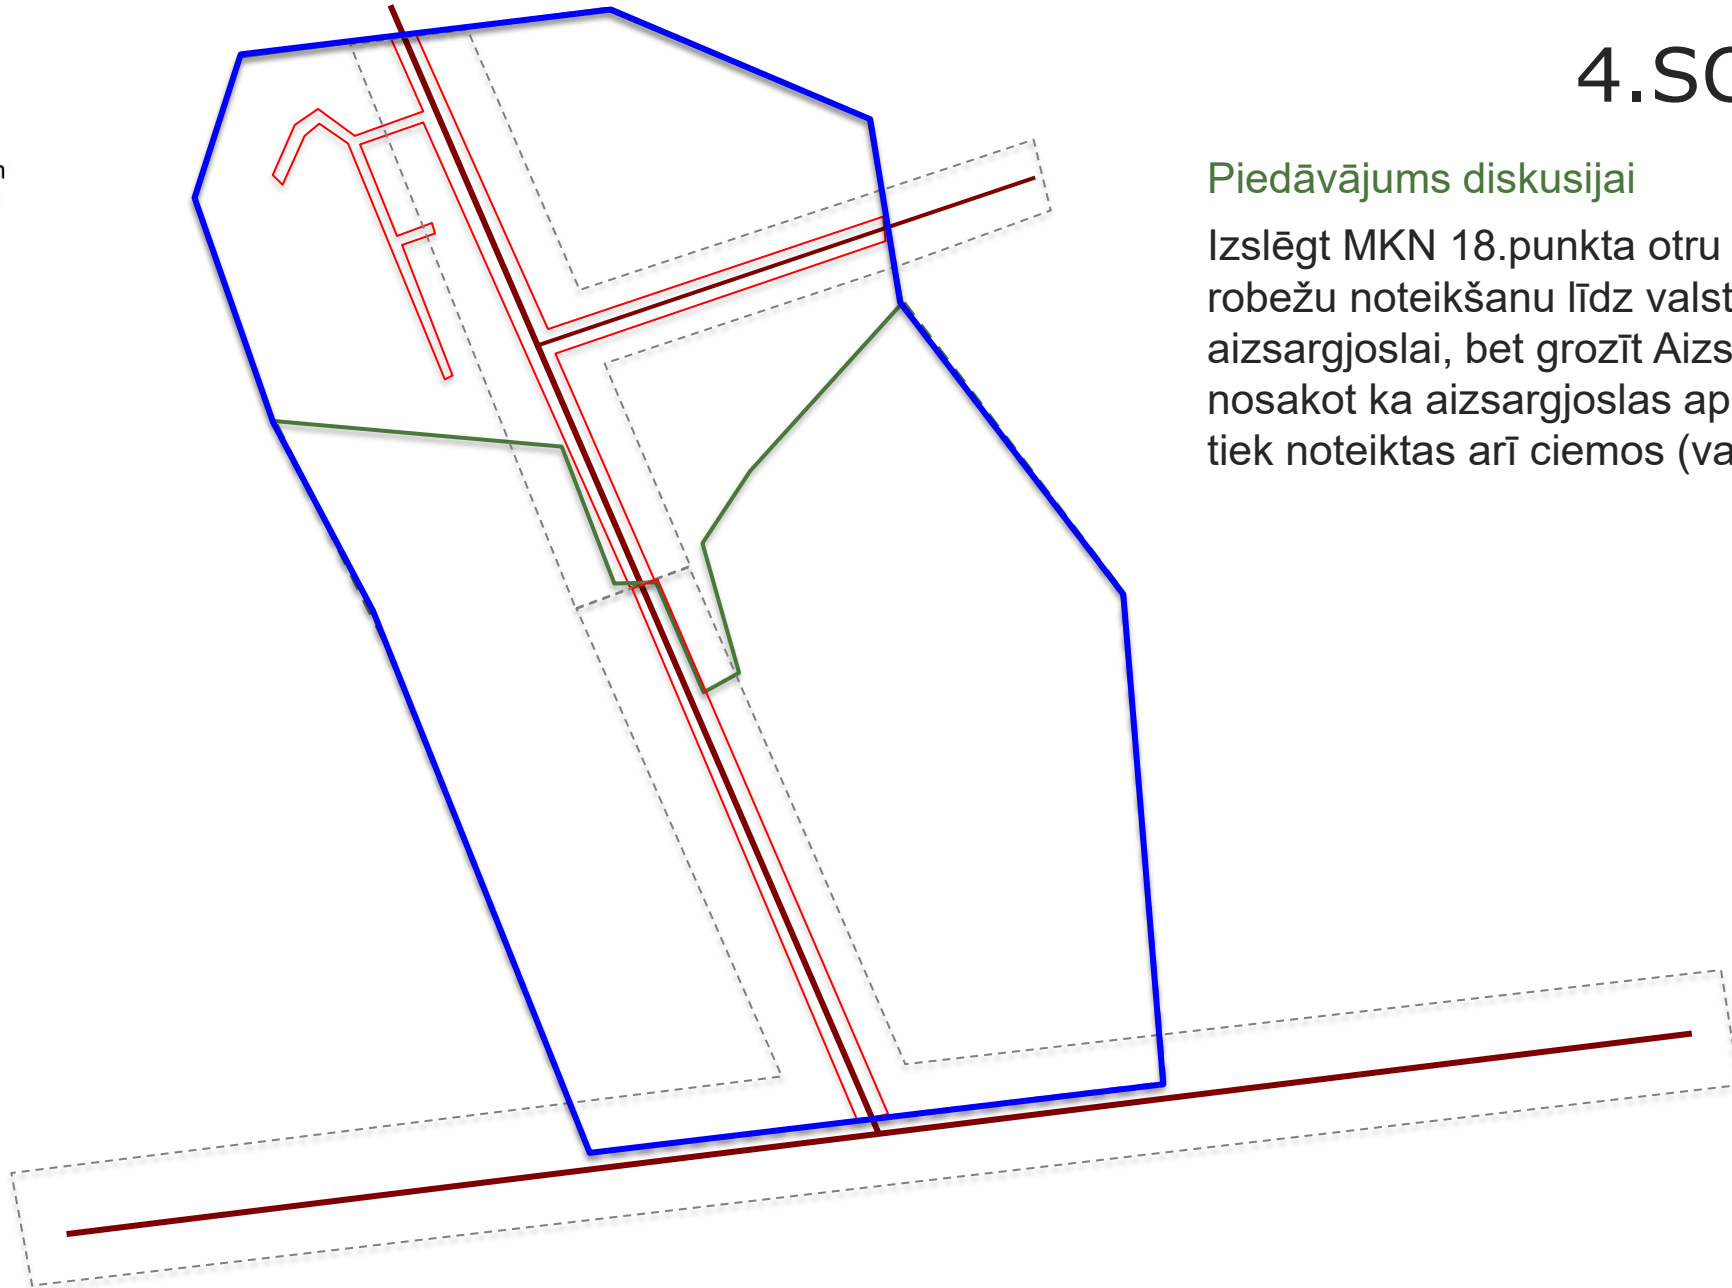 4.SC
Piedāvājums diskusijai
Izslēgt MKN 18.punkta otru
robežu noteikšanu līdz valst
aizsargjoslai, bet grozīt Aizs
nosakot ka aizsargjoslas ap
tiek noteiktas arī ciemos (va